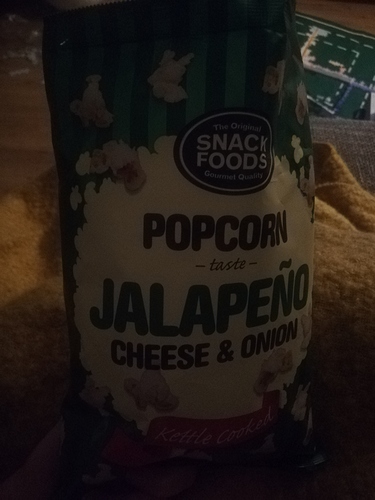 The Original
SNACK
FOODS
Gourmet Quality
POPCORN
– taste –
JALAPEÑO
CHEESE & ONION
Kettle Cooked